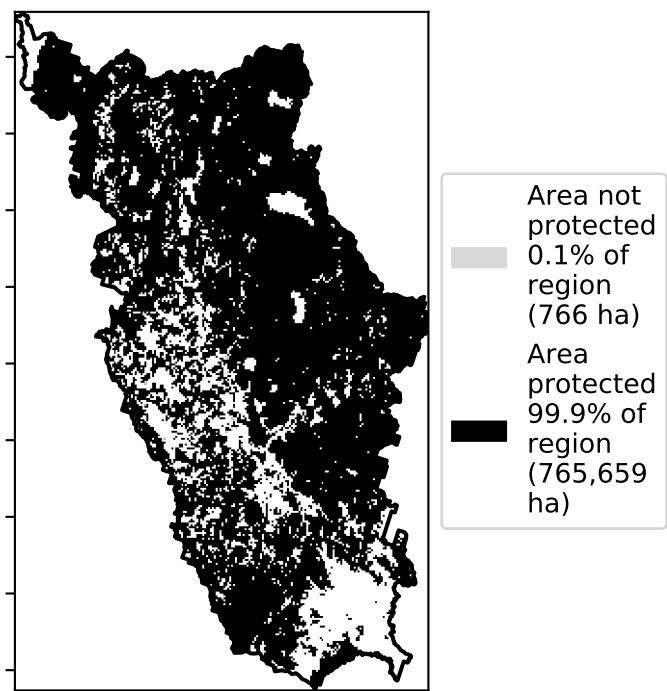 Area not
protected
0.1% of
region
(766 ha)
Area
protected
99.9% of
region
(765,659
ha)